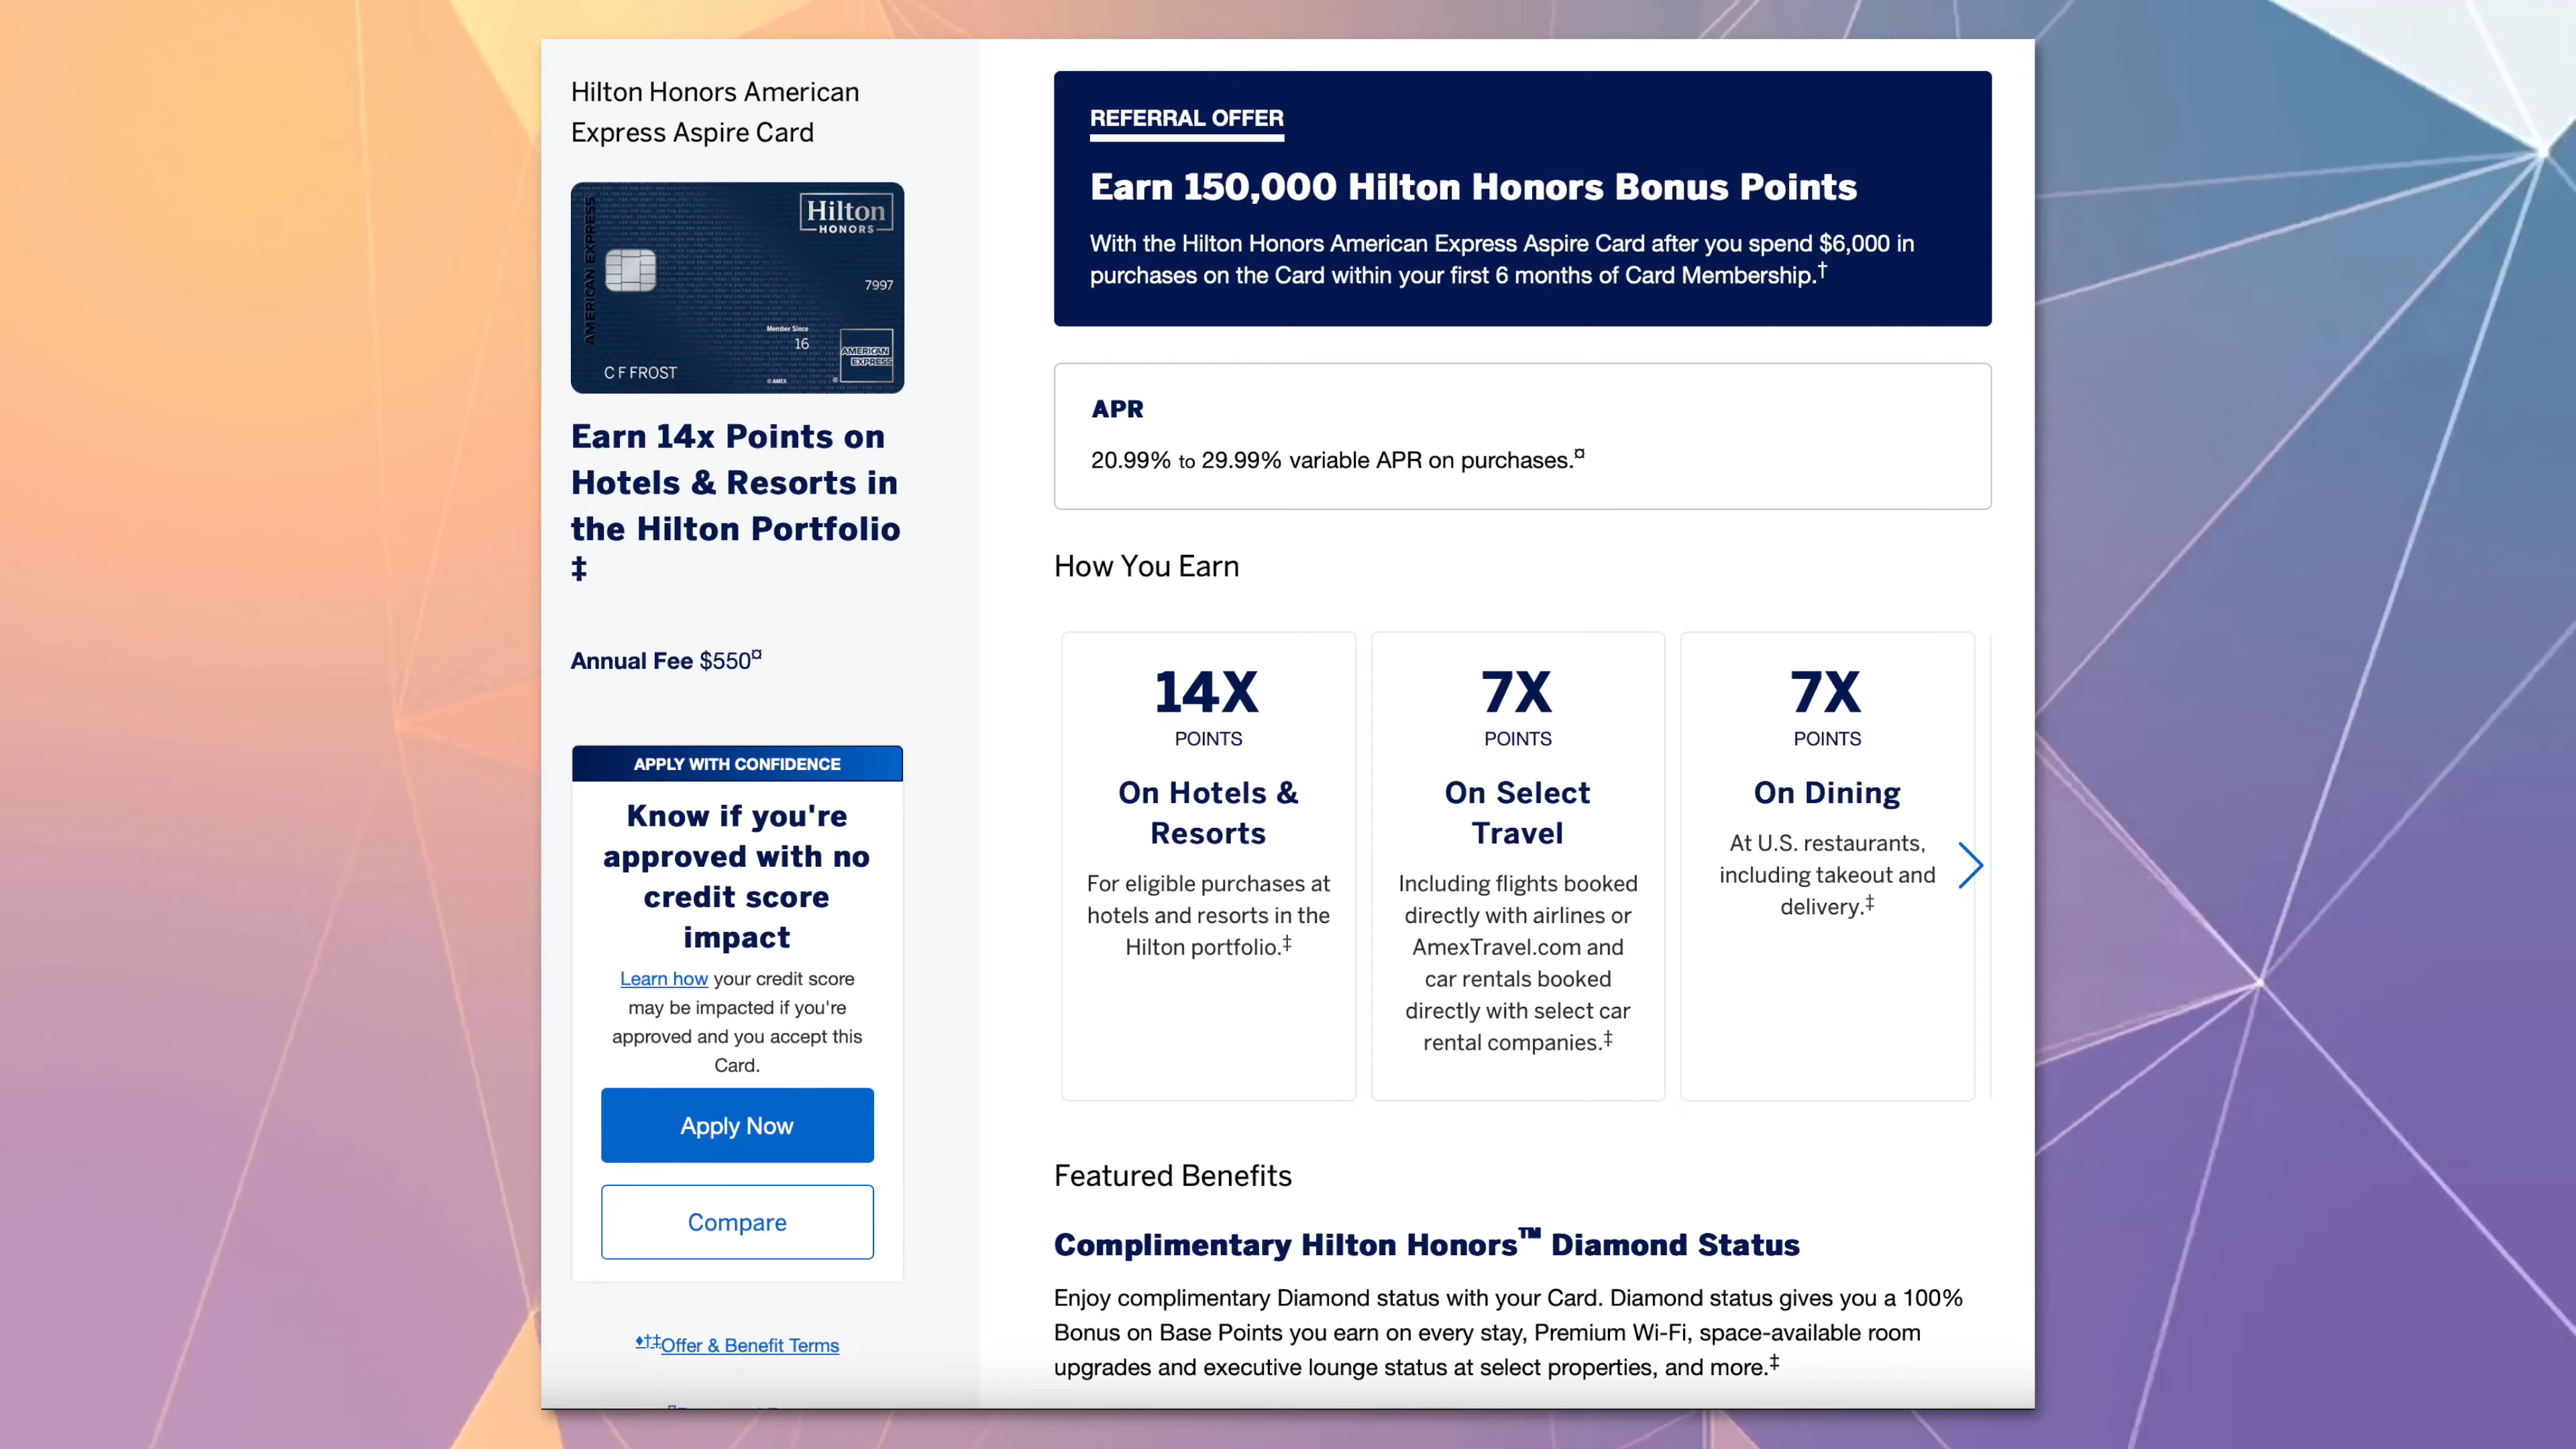 Hilton Honors American
Express Aspire Card
AMERICAN EXPRESS
Hilton
HONORS
7997
Member Since
16
AMERICAN
EXPRESS
C F FROST
© AMEX
®
Earn 14x Points on
Hotels & Resorts in
the Hilton Portfolio
‡
Annual Fee $550¤
APPLY WITH CONFIDENCE
Know if you're
approved with no
credit score
impact
Learn how your credit score
may be impacted if you're
approved and you accept this
Card.
Apply Now
Compare
♦†‡Offer & Benefit Terms
REFERRAL OFFER
Earn 150,000 Hilton Honors Bonus Points
With the Hilton Honors American Express Aspire Card after you spend $6,000 in
purchases on the Card within your first 6 months of Card Membership.†
APR
20.99% to 29.99% variable APR on purchases.¤
How You Earn
14X
POINTS
On Hotels &
Resorts
For eligible purchases at
hotels and resorts in the
Hilton portfolio.‡
7X
POINTS
On Select
Travel
Including flights booked
directly with airlines or
AmexTravel.com and
car rentals booked
directly with select car
rental companies.‡
7X
POINTS
On Dining
At U.S. restaurants,
including takeout and
delivery.‡
Featured Benefits
Complimentary Hilton Honors™ Diamond Status
Enjoy complimentary Diamond status with your Card. Diamond status gives you a 100%
Bonus on Base Points you earn on every stay, Premium Wi-Fi, space-available room
upgrades and executive lounge status at select properties, and more.‡